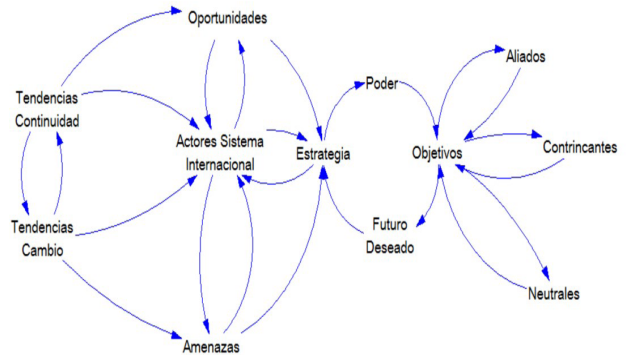 Oportunidades
Tendencias
Continuidad
Actores Sistema
Internacional
Estrategia
Poder
Objetivos
Aliados
Contrincantes
Futuro
Deseado
Neutrales
Tendencias
Cambio
Amenazas